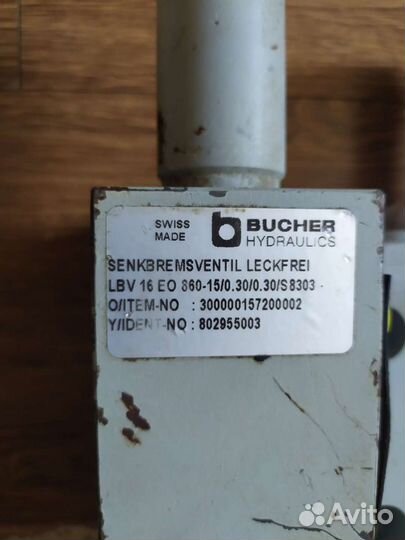 SWISS
MADE
BUCHER
HYDRAULICS
SENKBREMSVENTIL LECKFREI
LBV 16 EO 860-15/0.30/0.30/S8303 -
O/ITEM-NO : 300000157200002
Y/IDENT-NO : 802955003
Avito